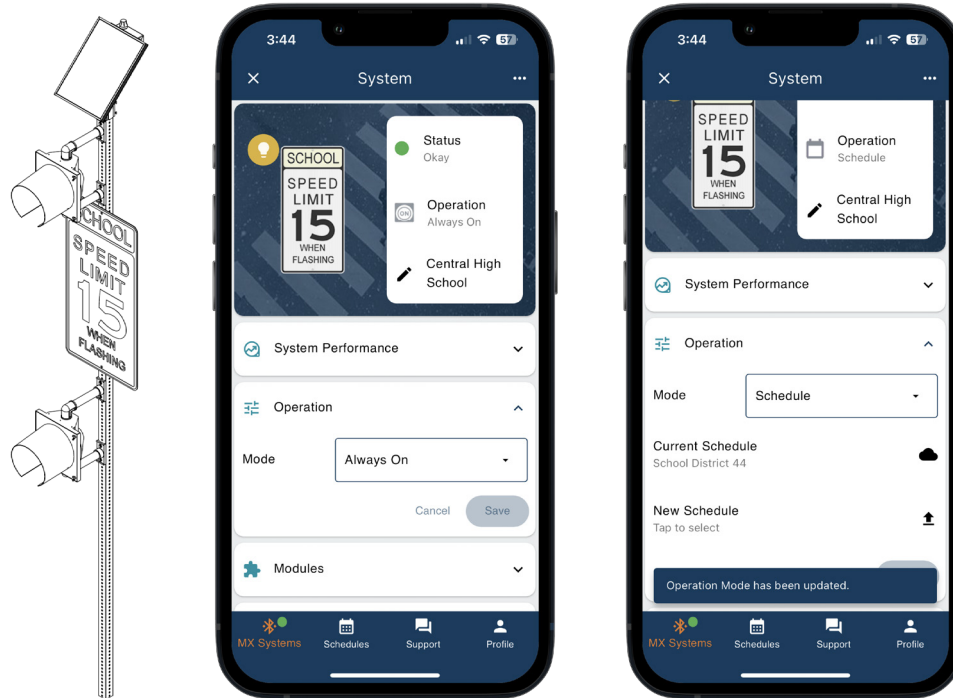 SCHOOL
SPEED
LIMIT
15
WHEN
FLASHING
3:44
57
System
SCHOOL
SPEED
LIMIT
15
WHEN
FLASHING
Status
Okay
ON
Operation
Always On
Central High
School
System Performance
Operation
Mode
Always On
Cancel
Save
Modules
MX Systems
Schedules
Support
Profile
3:44
57
System
SPEED
LIMIT
15
WHEN
FLASHING
Operation
Schedule
Central High
School
System Performance
Operation
Mode
Schedule
Current Schedule
School District 44
New Schedule
Tap to select
Operation Mode has been updated.
MX Systems
Schedules
Support
Profile